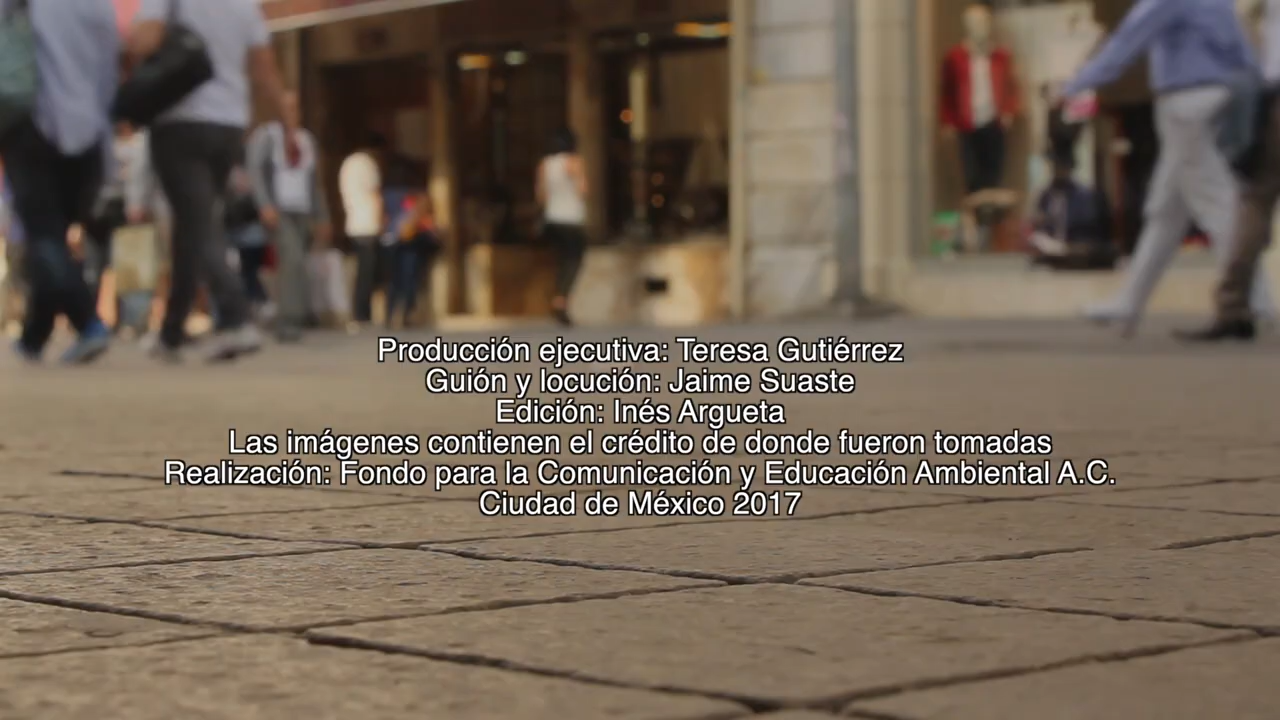 Producción ejecutiva: Teresa Gutiérrez
Guión y locución: Jaime Suaste
Edición: Inés Argueta
Las imágenes contienen el crédito de donde fueron tomadas
Realización: Fondo para la Comunicación y Educación Ambiental A.C.
Ciudad de México 2017